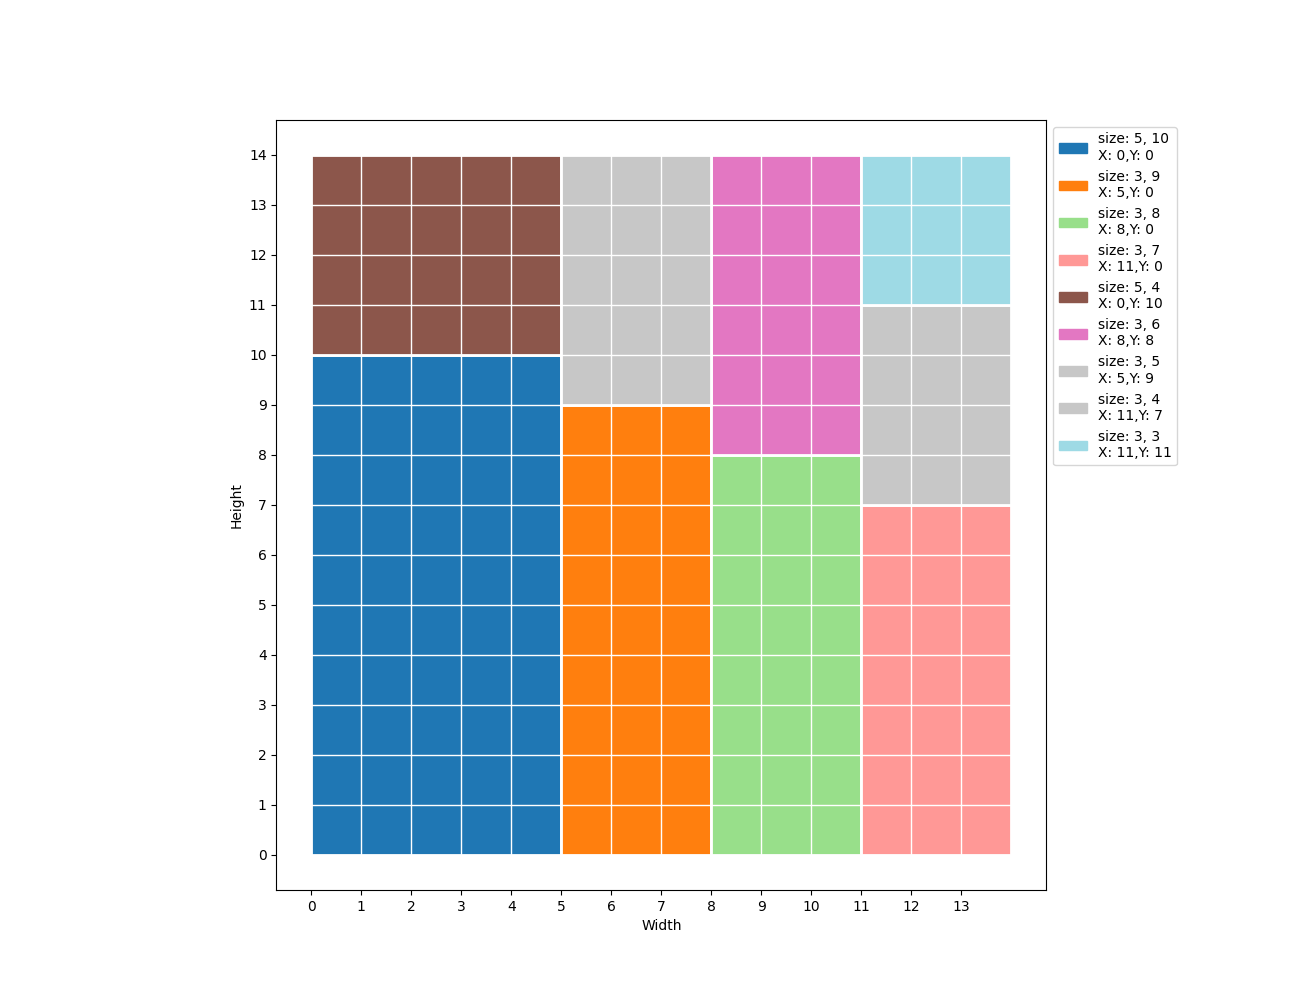 14
13
12
11
10
9
8
7
6
5
4
3
2
1
0
Height
0 1 2 3 4 5 6 7 8 9 10 11 12 13
Width
size: 5, 10
X: 0,Y: 0
size: 3, 9
X: 5,Y: 0
size: 3, 8
X: 8,Y: 0
size: 3, 7
X: 11,Y: 0
size: 5, 4
X: 0,Y: 10
size: 3, 6
X: 8,Y: 8
size: 3, 5
X: 5,Y: 9
size: 3, 4
X: 11,Y: 7
size: 3, 3
X: 11,Y: 11